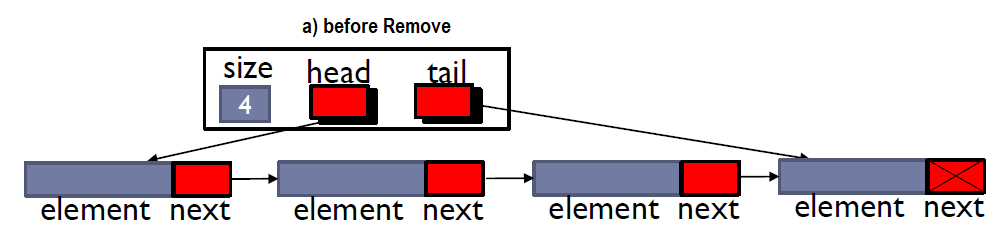 a) before Remove
size head tail
4
element next element next element next element next